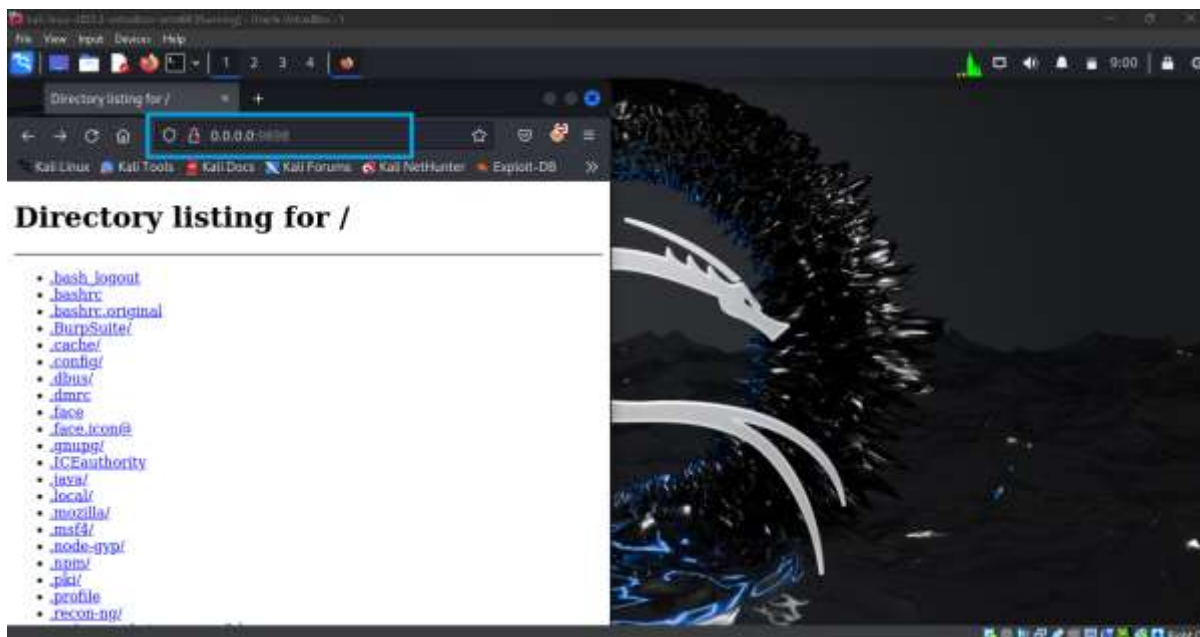 File View Input Devices Help
1 2 3 4
9:00
Directory listing for /
0.0.0.0
Kali Linux Kali Tools Kali Docs Kali Forums Kali NetHunter Exploit-DB
Directory listing for /
.bash_logout
.bashrc
.bashrc.original
.BurpSuite/
.cache/
.config/
.dbus/
.dmrc
.face
.face.icon@
.gnupg/
.ICEauthority
.java/
.local/
.mozilla/
.msf4/
.node-gyp/
.npm/
.pki/
.profile
.recon-ng/